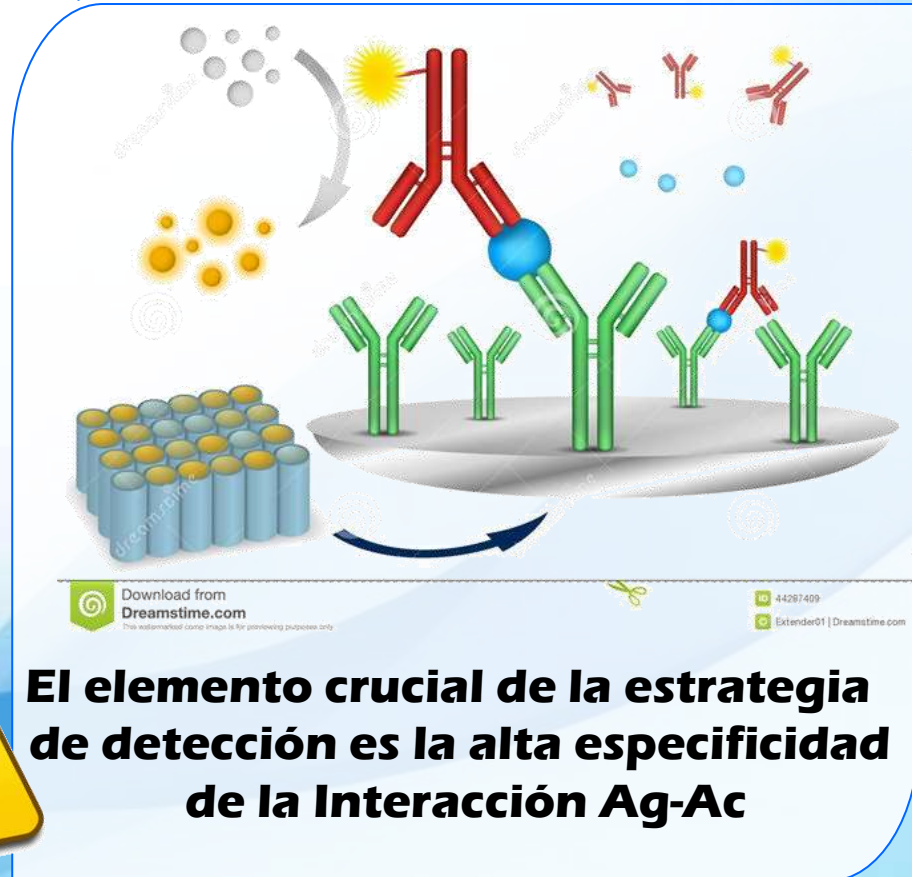 dreamstime
Download from
Dreamstime.com
This watermarked comp image is for previewing purposes only.
ID 44287409
Extender01 | Dreamstime.com
El elemento crucial de la estrategia
de detección es la alta especificidad
de la Interacción Ag-Ac